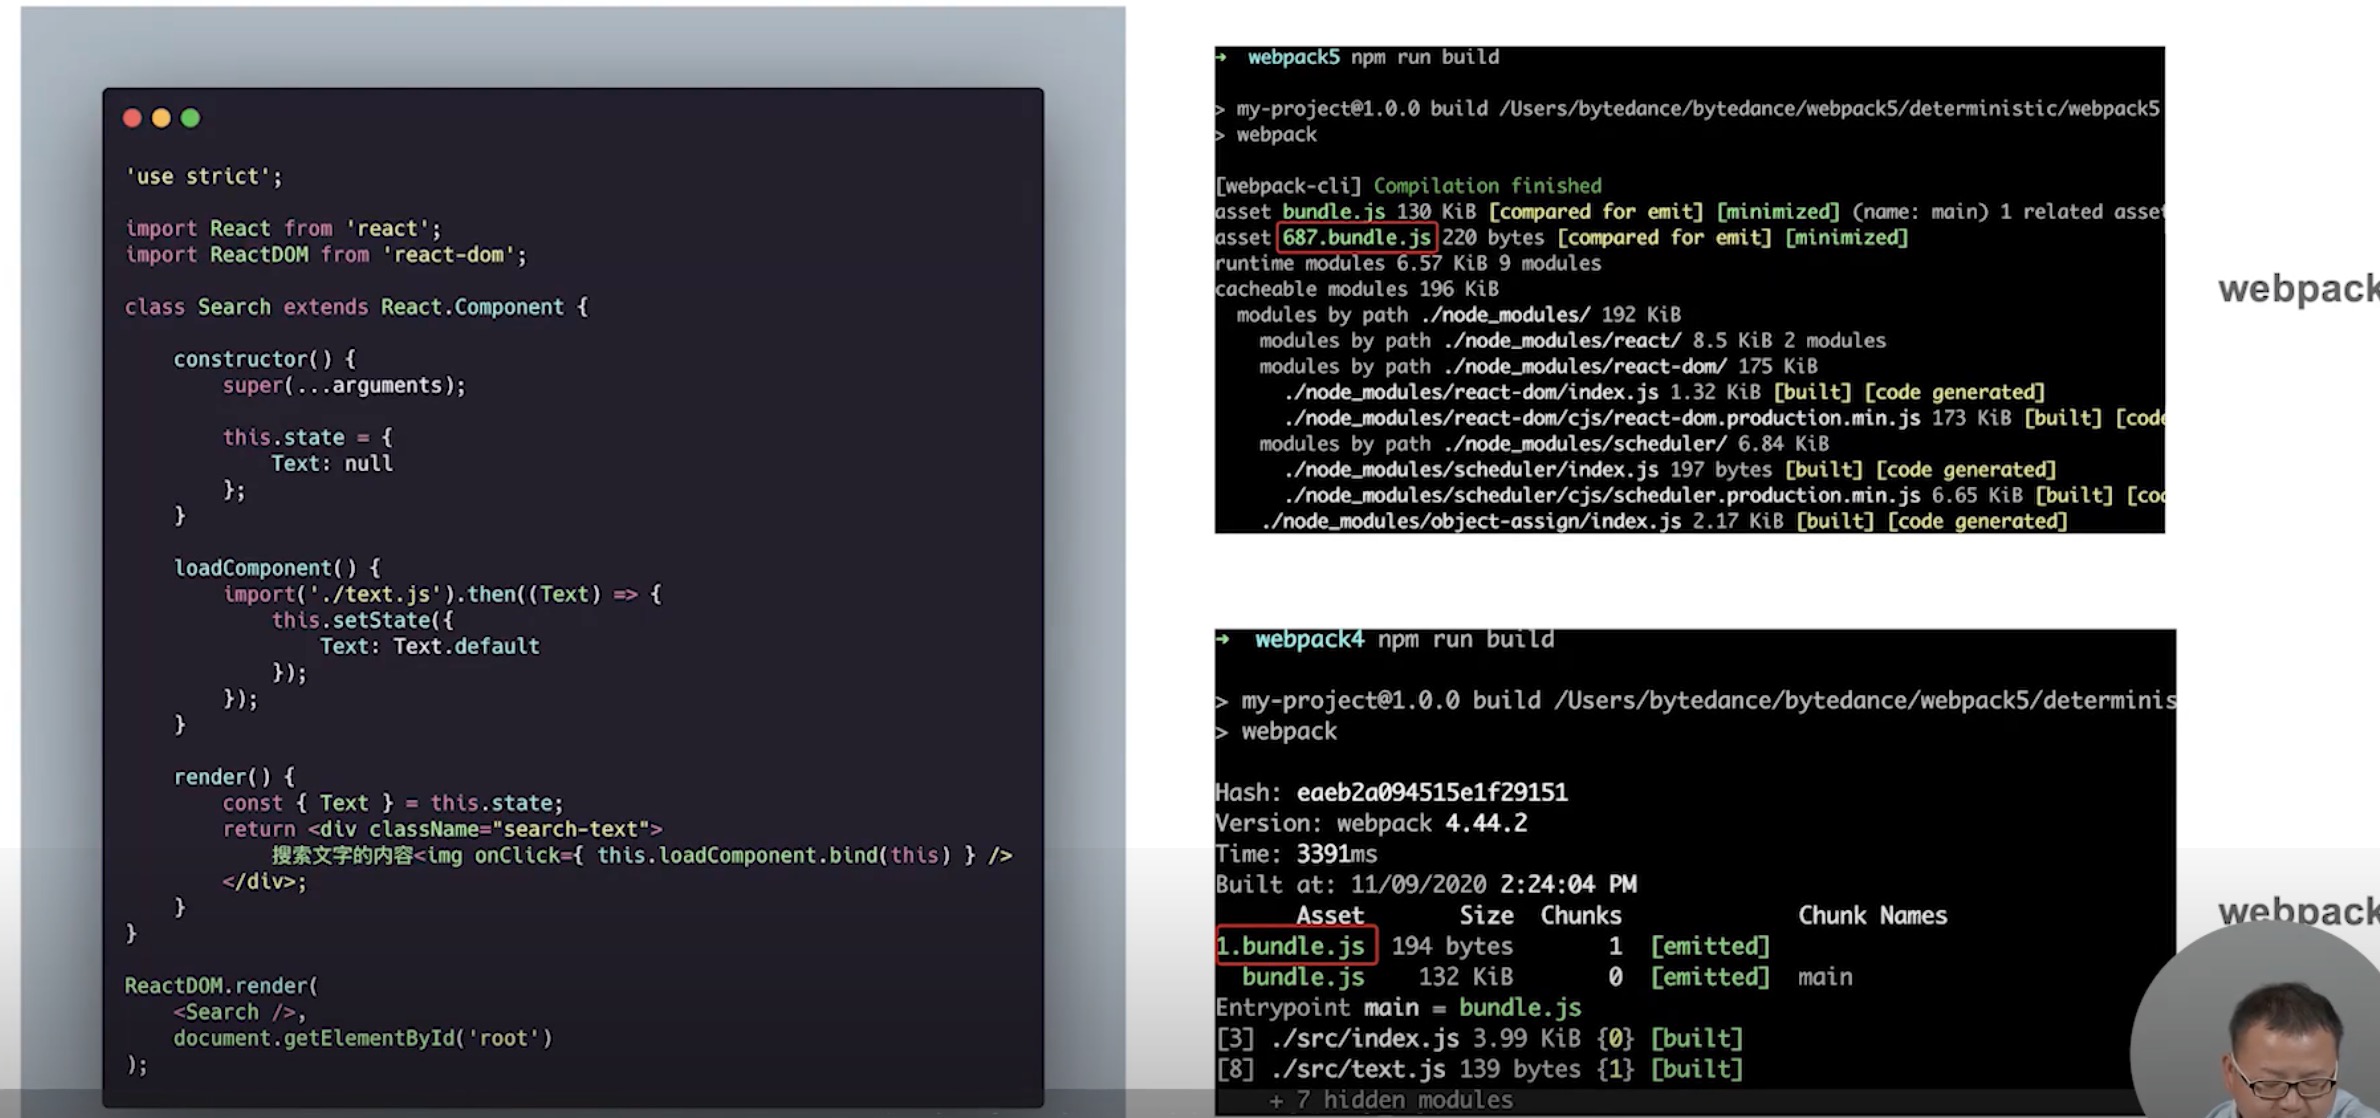 'use strict';
import React from 'react';
import ReactDOM from 'react-dom';
class Search extends React.Component {
constructor() {
super(...arguments);
this.state = {
Text: null
};
}
loadComponent() {
import('./text.js').then((Text) => {
this.setState({
Text: Text.default
});
});
}
render() {
const { Text } = this.state;
return <div className="search-text">
搜索文字的内容<img onClick={ this.loadComponent.bind(this) } />
</div>;
}
}
ReactDOM.render(
<Search />,
document.getElementById('root')
);
→ webpack5 npm run build
> my-project@1.0.0 build /Users/bytedance/bytedance/webpack5/deterministic/webpack5
> webpack
[webpack-cli] Compilation finished
asset bundle.js 130 KiB [compared for emit] [minimized] (name: main) 1 related asset
asset 687.bundle.js 220 bytes [compared for emit] [minimized]
runtime modules 6.57 KiB 9 modules
cacheable modules 196 KiB
modules by path ./node_modules/ 192 KiB
modules by path ./node_modules/react/ 8.5 KiB 2 modules
modules by path ./node_modules/react-dom/ 175 KiB
./node_modules/react-dom/index.js 1.32 KiB [built] [code generated]
./node_modules/react-dom/cjs/react-dom.production.min.js 173 KiB [built] [code
modules by path ./node_modules/scheduler/ 6.84 KiB
./node_modules/scheduler/index.js 197 bytes [built] [code generated]
./node_modules/scheduler/cjs/scheduler.production.min.js 6.65 KiB [built] [co
./node_modules/object-assign/index.js 2.17 KiB [built] [code generated]
webpack
→ webpack4 npm run build
> my-project@1.0.0 build /Users/bytedance/bytedance/webpack5/determinis
> webpack
Hash: eaeb2a094515e1f29151
Version: webpack 4.44.2
Time: 3391ms
Built at: 11/09/2020 2:24:04 PM
Asset Size Chunks Chunk Names
1.bundle.js 194 bytes 1 [emitted]
bundle.js 132 KiB 0 [emitted] main
Entrypoint main = bundle.js
[3] ./src/index.js 3.99 KiB {0} [built]
[8] ./src/text.js 139 bytes {1} [built]
+ 7 hidden modules
webpack